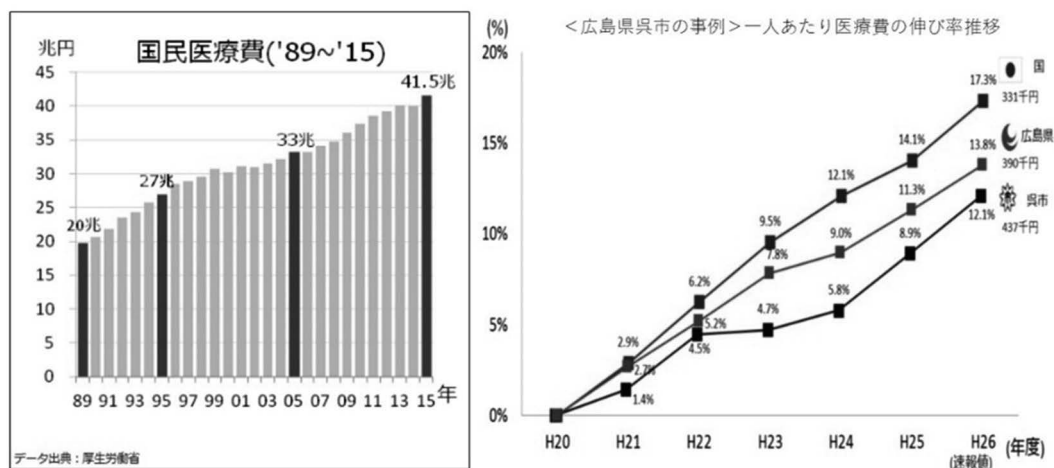 兆円
国民医療費('89~'15)
45
40
35
30
25
20
15
10
5
0
20兆
27兆
33兆
41.5兆
89 91 93 95 97 99 01 03 05 07 09 11 13 15 年
データ出典：厚生労働省
＜広島県呉市の事例＞一人あたり医療費の伸び率推移
(%)
20%
15%
10%
5%
0%
国
17.3%
331千円
広島県
13.8%
390千円
呉市
12.1%
437千円
2.9%
6.2%
9.5%
12.1%
14.1%
2.7%
5.2%
7.8%
9.0%
11.3%
1.4%
4.5%
4.7%
5.8%
8.9%
H20 H21 H22 H23 H24 H25 H26 (年度)
(速報値)